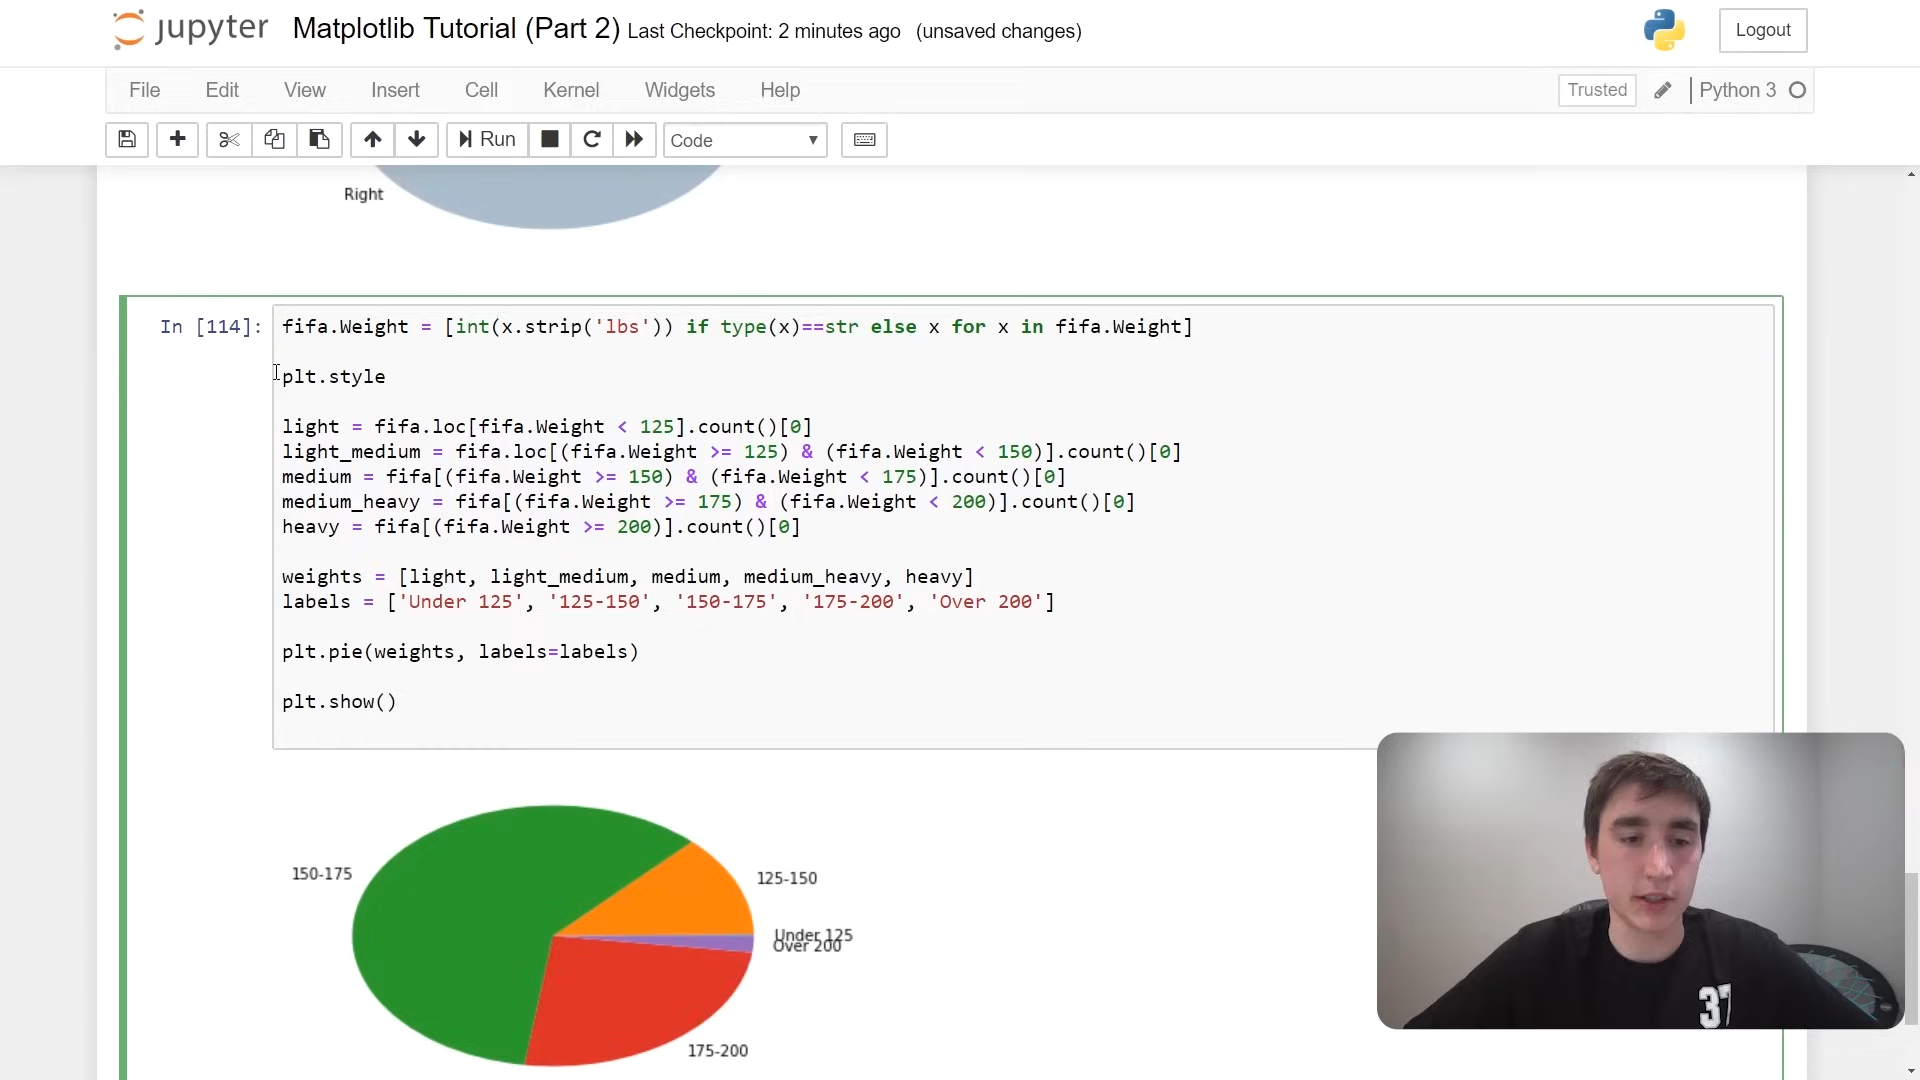 jupyter Matplotlib Tutorial (Part 2) Last Checkpoint: 2 minutes ago (unsaved changes) Logout
File Edit View Insert Cell Kernel Widgets Help Trusted Python 3
Run Code
Right
In [114]:
fifa.Weight = [int(x.strip('lbs')) if type(x)==str else x for x in fifa.Weight]
plt.style
light = fifa.loc[fifa.Weight < 125].count()[0]
light_medium = fifa.loc[(fifa.Weight >= 125) & (fifa.Weight < 150)].count()[0]
medium = fifa[(fifa.Weight >= 150) & (fifa.Weight < 175)].count()[0]
medium_heavy = fifa[(fifa.Weight >= 175) & (fifa.Weight < 200)].count()[0]
heavy = fifa[(fifa.Weight >= 200)].count()[0]
weights = [light, light_medium, medium, medium_heavy, heavy]
labels = ['Under 125', '125-150', '150-175', '175-200', 'Over 200']
plt.pie(weights, labels=labels)
plt.show()
150-175
125-150
Under 125
Over 200
175-200
37